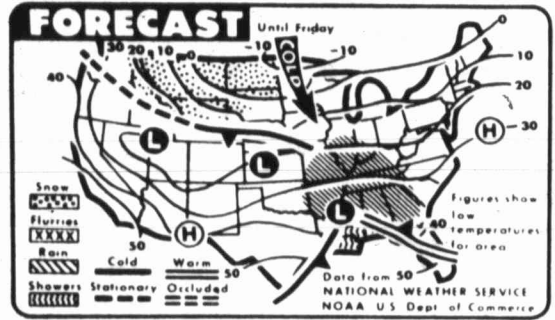 FORECAST
Until Friday
30 20 10 0 -10 -10 0
40
10
20
H 30
L
L
Snow
Flurries
Rain
Showers
L
H
50
Cold Warm
Stationary Occluded
50
40
50
Figures show
low
temperatures
for area
Data from
NATIONAL WEATHER SERVICE
NOAA U S Dept of Commerce